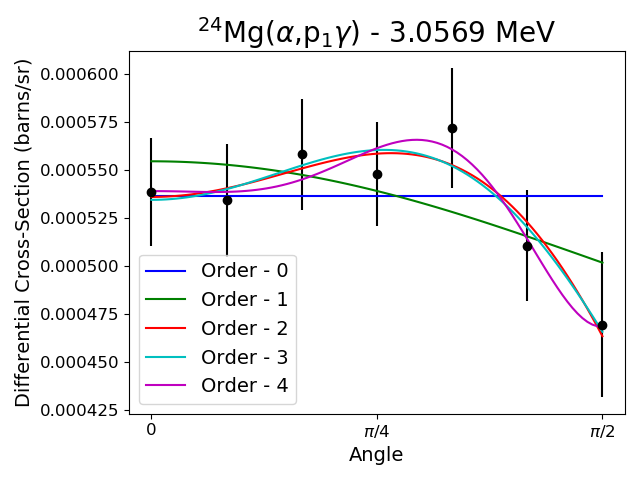 ²⁴Mg(α,p₁γ) - 3.0569 MeV
Differential Cross-Section (barns/sr)
0.000600
0.000575
0.000550
0.000525
0.000500
0.000475
0.000450
0.000425
Order - 0
Order - 1
Order - 2
Order - 3
Order - 4
0 π/4 π/2
Angle